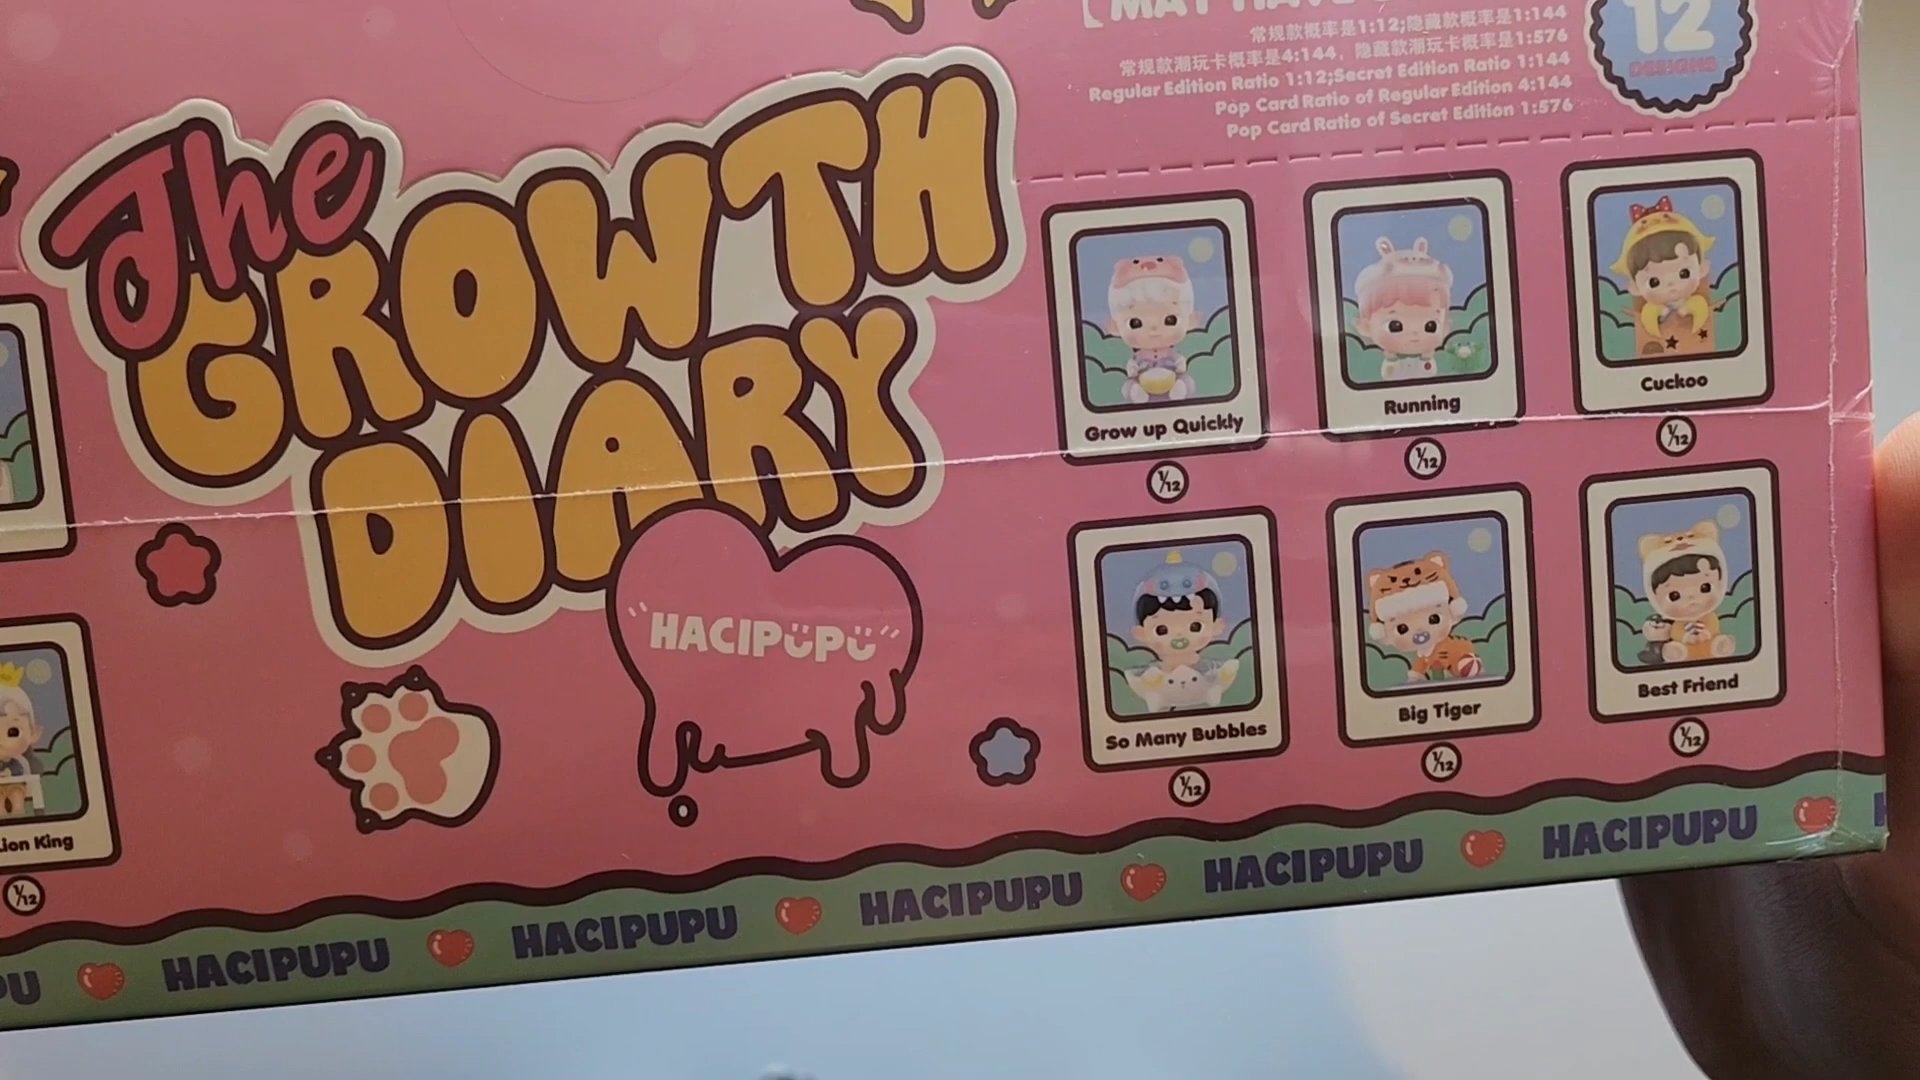 【MAY HAV
常规款概率是1:12;隐藏款概率是1:144
常规款潮玩卡概率是4:144，隐藏款潮玩卡概率是1:576
Regular Edition Ratio 1:12;Secret Edition Ratio 1:144
Pop Card Ratio of Regular Edition 4:144
Pop Card Ratio of Secret Edition 1:576
12
DESIGNS
The
GROWTH
DIARY
"HACIPUPU"
Grow up Quickly
1/12
Running
1/12
Cuckoo
1/12
So Many Bubbles
1/12
Big Tiger
1/12
Best Friend
1/12
Lion King
1/12
PU HACIPUPU HACIPUPU HACIPUPU HACIPUPU HACIPUPU H